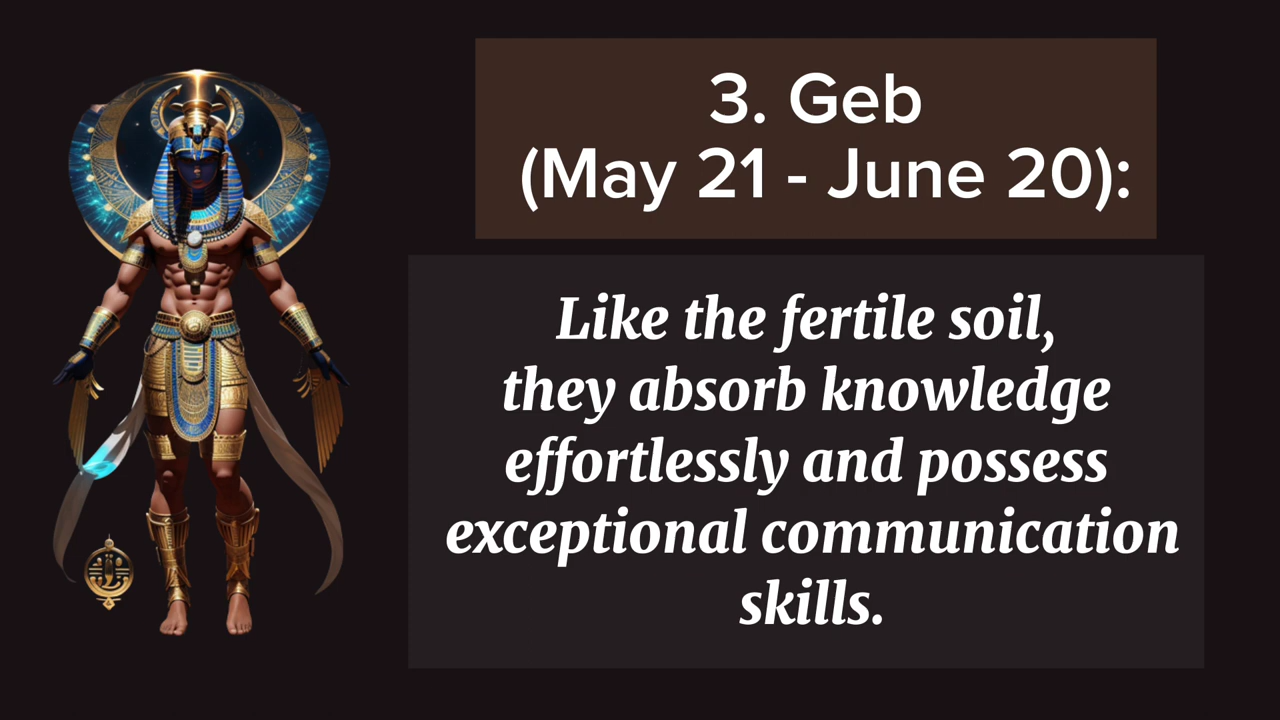 3. Geb
(May 21 - June 20):
Like the fertile soil,
they absorb knowledge
effortlessly and possess
exceptional communication
skills.